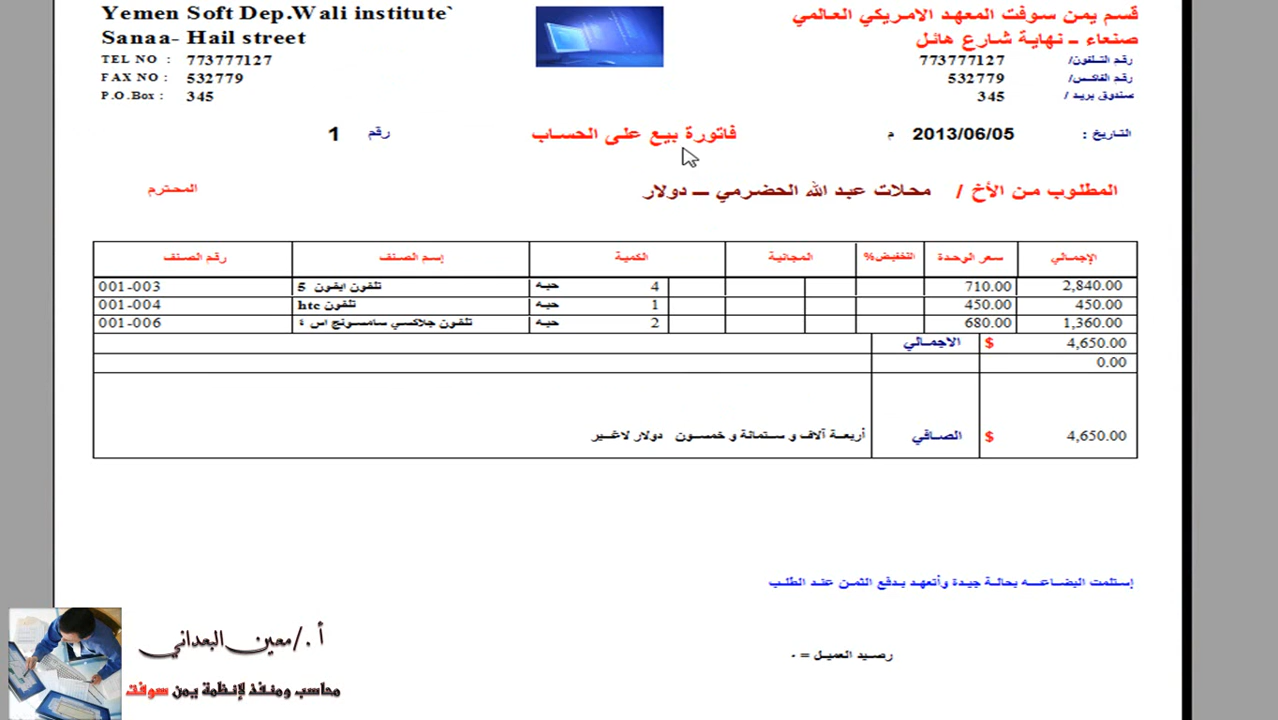 Yemen Soft Dep.Wali institute`
Sanaa- Hail street
TEL NO : 773777127
FAX NO : 532779
P.O.Box : 345
قسم يمن سوفت المعهد الامريكي العالمي
صنعاء - نهاية شارع هائل
رقم التلفون/ 773777127
رقم الفاكس/ 532779
صندوق بريد / 345
التاريخ : 2013/06/05 م
فاتورة بيع على الحساب
رقم 1
المطلوب من الأخ / محلات عبد الله الحضرمي - دولار المحترم
الإجمالي سعر الوحدة التخفيض% المجانية الكمية إسم الصنف رقم الصنف
2,840.00 710.00 4 حبه تلفون ايفون 5 001-003
450.00 450.00 1 حبه تلفون htc 001-004
1,360.00 680.00 2 حبه تلفون جلاكسي سامسونج اس ٤ 001-006
4,650.00 $ الاجمالي
0.00
4,650.00 $ الصافي أربعة آلاف و ستمائة و خمسون دولار لاغير
إستلمت البضاعه بحالة جيدة وأتعهد بدفع الثمن عند الطلب
رصيد العميل = ٠
أ./معين البعداني
محاسب ومنفذ لإنظمة يمن سوفت